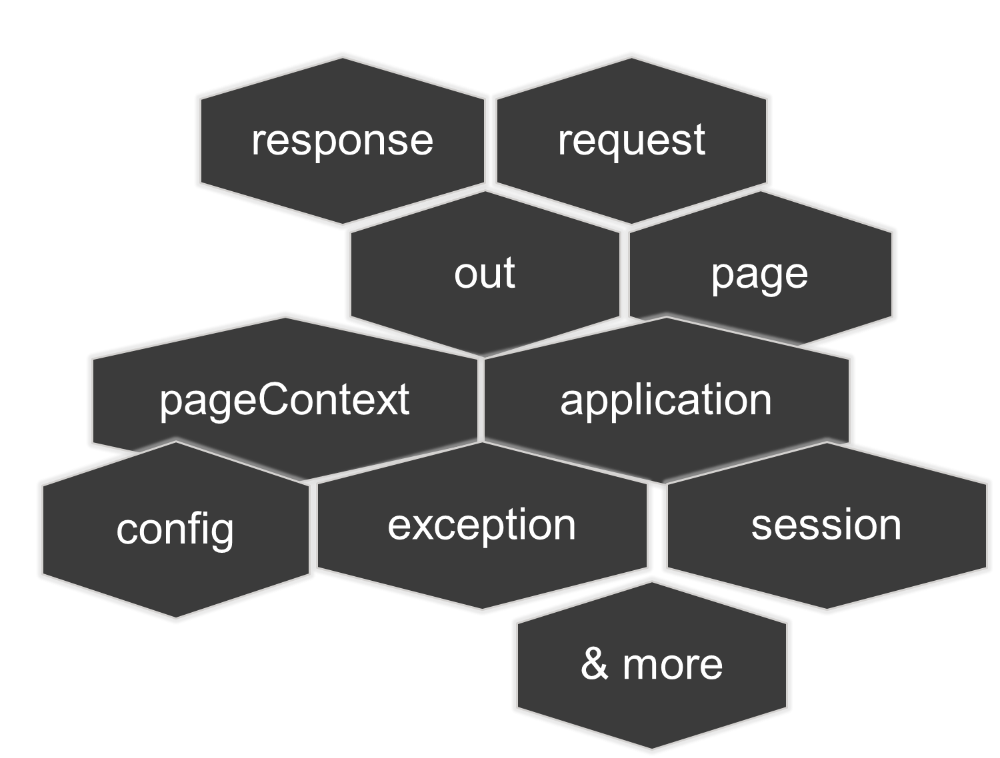 response
request
out
page
pageContext
application
config
exception
session
& more